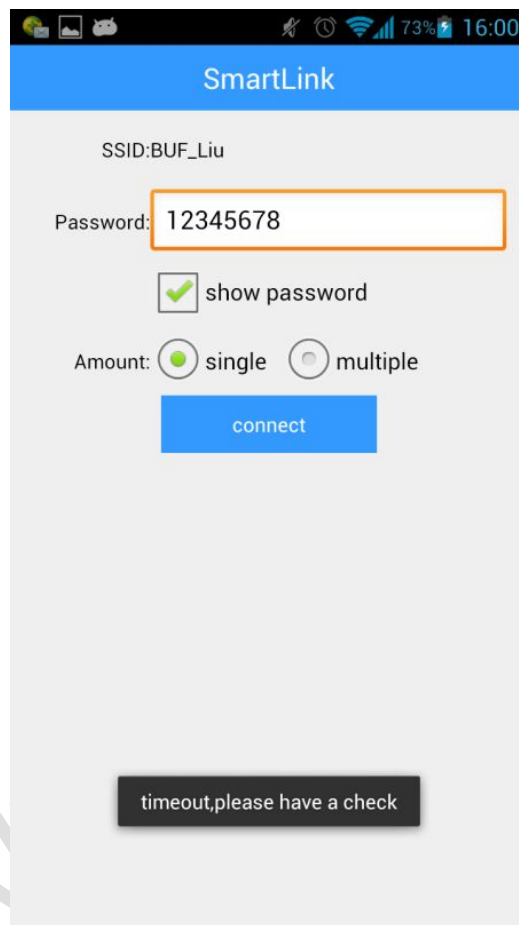 73% 16:00
SmartLink
SSID:BUF_Liu
Password: 12345678
show password
Amount: single multiple
connect
timeout,please have a check